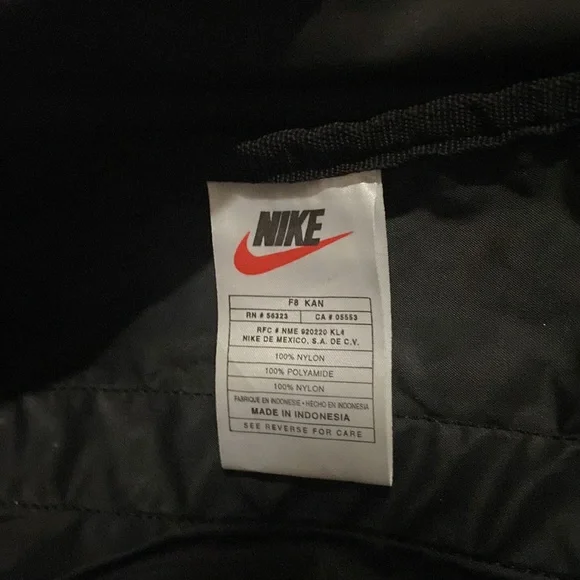 NIKE
F8 KAN
RN # 56323 CA # 05553
RFC # NME 920220 KL4
NIKE DE MEXICO, S.A. DE C.V.
100% NYLON
100% POLYAMIDE
100% NYLON
FABRIQUE EN INDONESIE • HECHO EN INDONESIA
MADE IN INDONESIA
SEE REVERSE FOR CARE